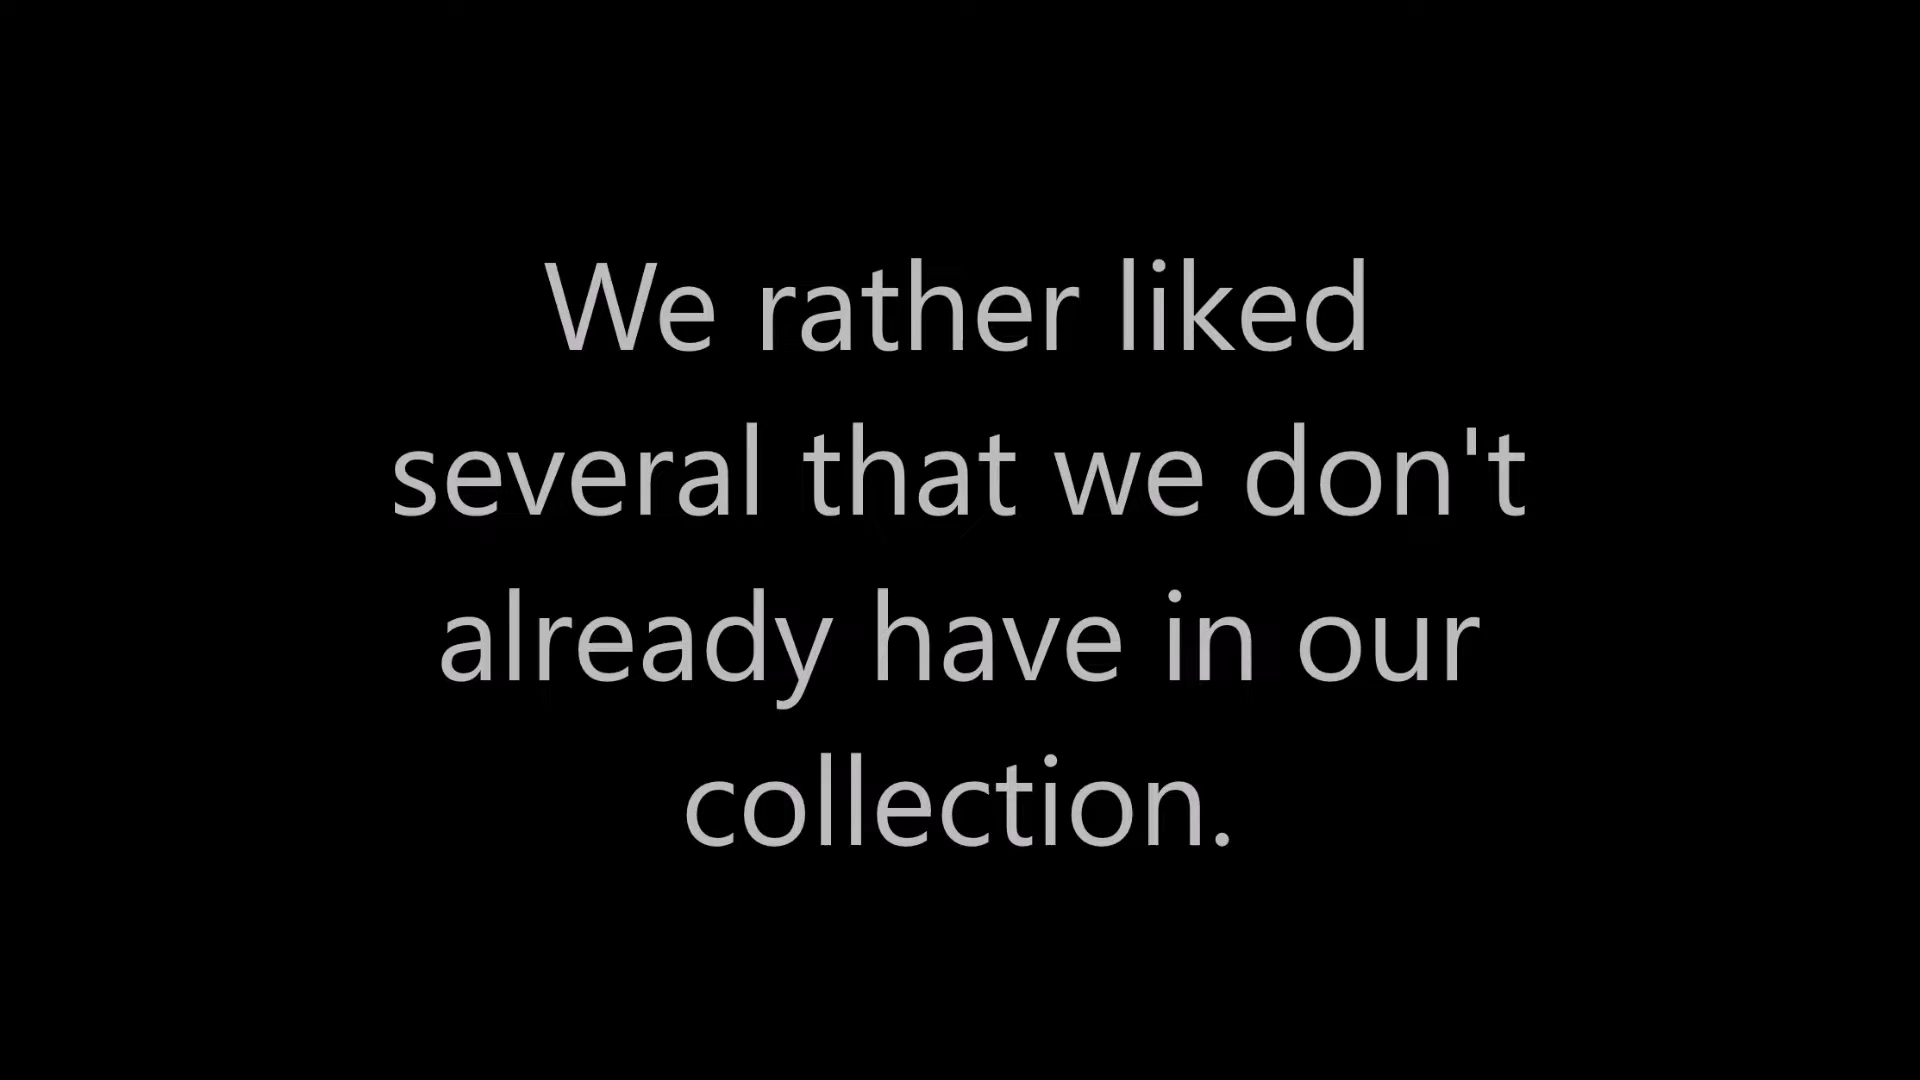 We rather liked
several that we don't
already have in our
collection.